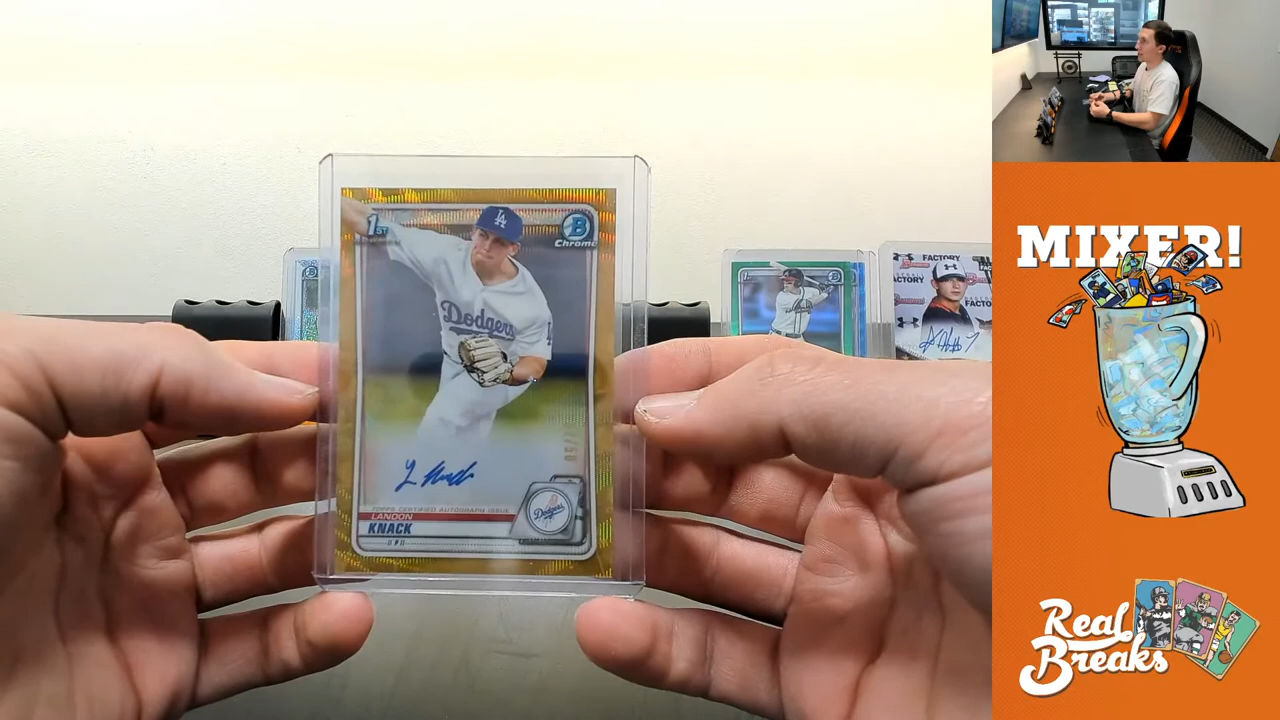 1ST
LA
B
Chrome
Dodgers
TOPPS CERTIFIED AUTOGRAPH ISSUE
LANDON
KNACK
P
Dodgers
FACTORY
FACTORY
MIXER!
Real
Breaks